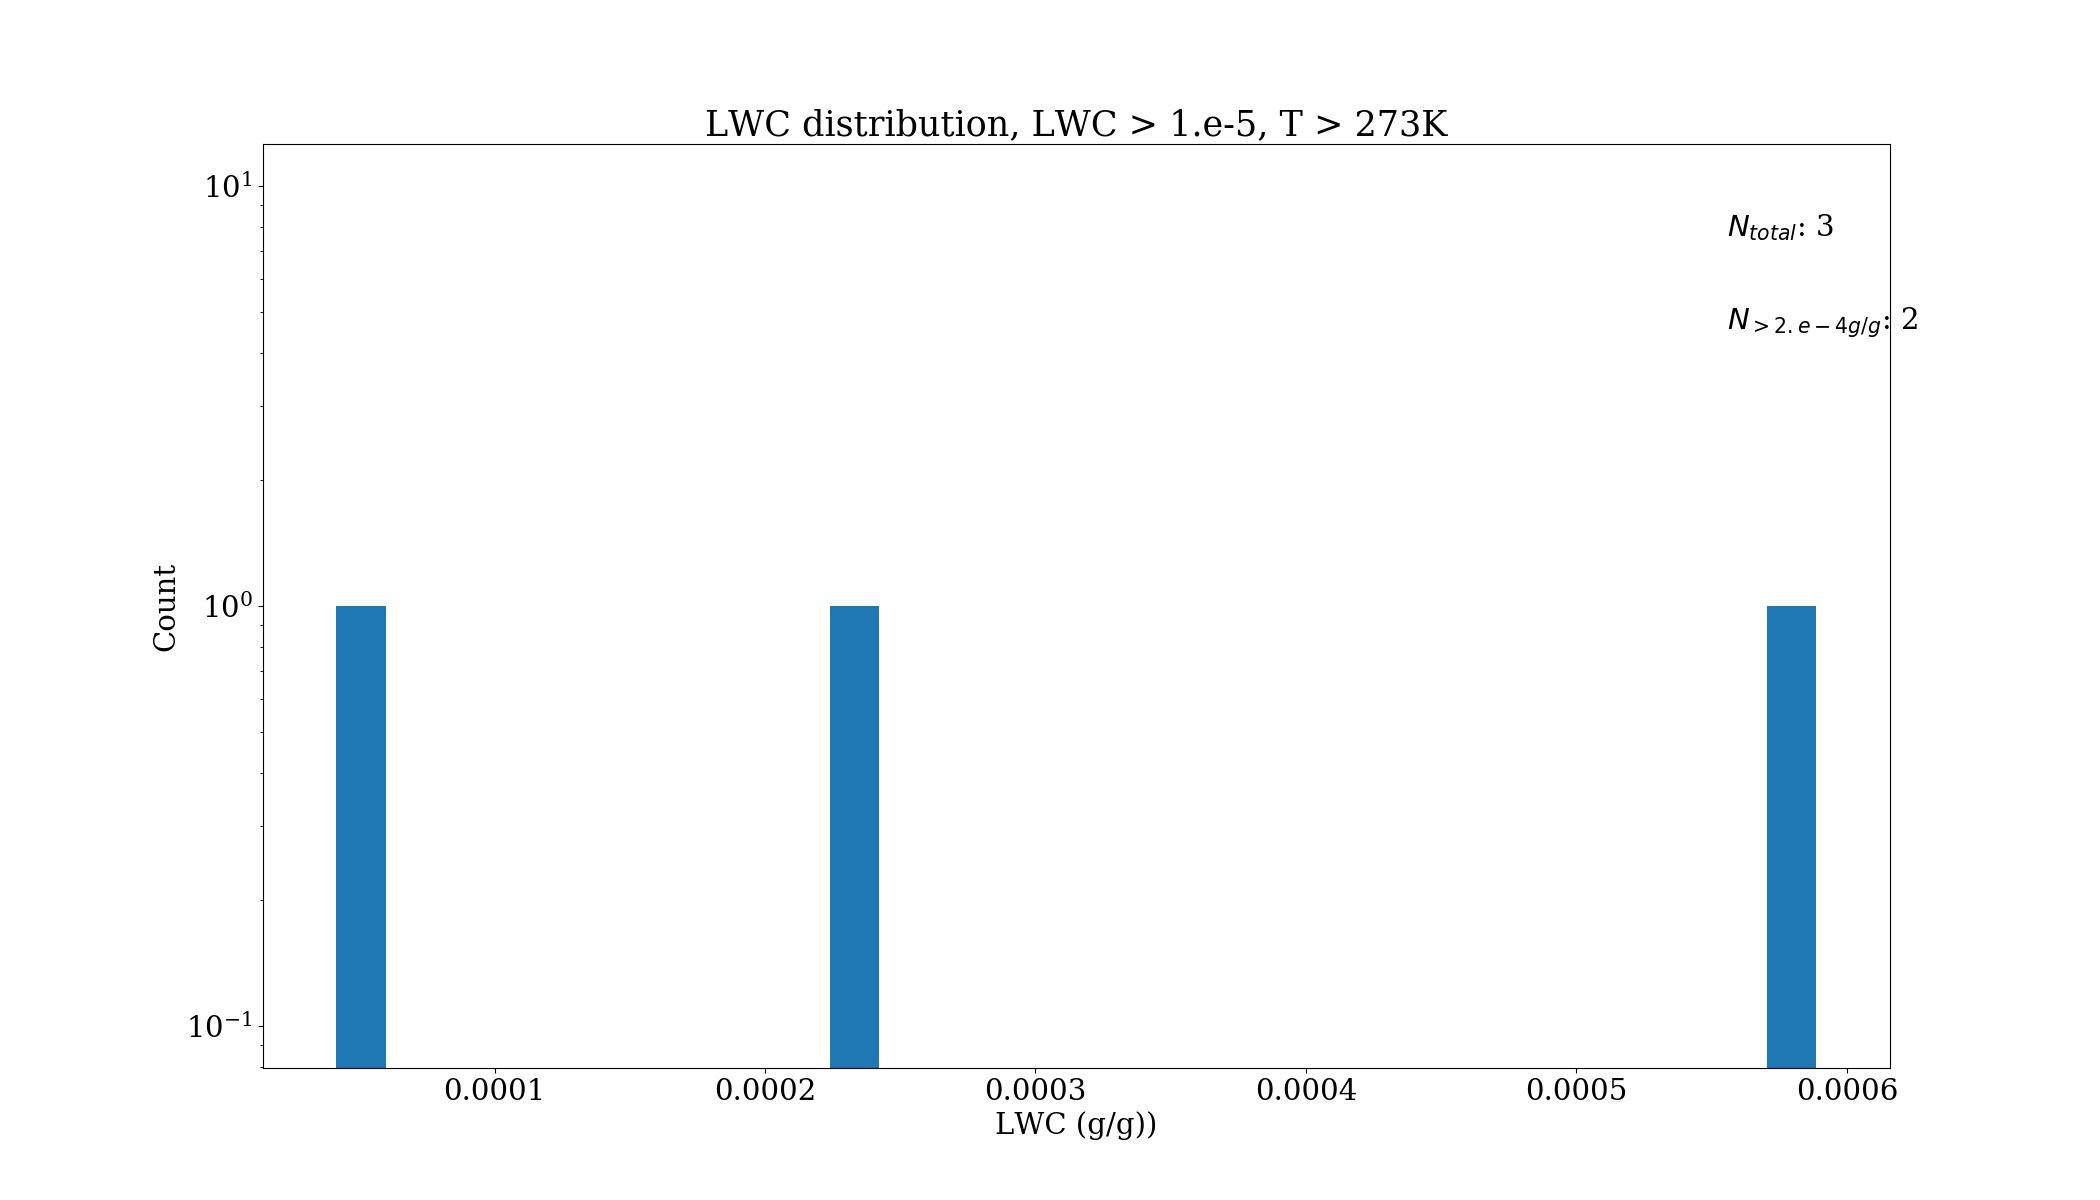 LWC distribution, LWC > 1.e-5, T > 273K
10¹
N_total: 3
N_>2.e−4g/g: 2
Count
10⁰
10⁻¹
0.0001 0.0002 0.0003 0.0004 0.0005 0.0006
LWC (g/g))